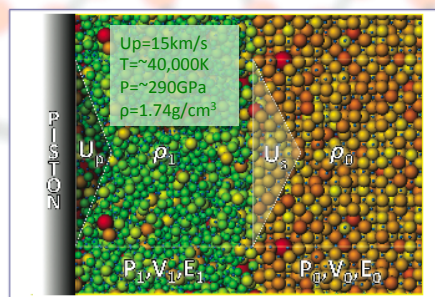 Up=15km/s
T=~40,000K
P=~290GPa
ρ=1.74g/cm³
PISTON
Uₚ
ρ₁
Uₛ
ρ₀
P₁,V₁,E₁
P₀,V₀,E₀